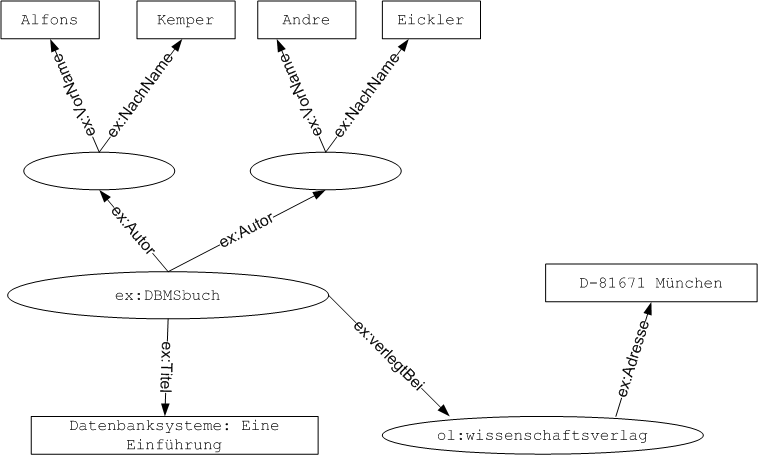 Alfons
Kemper
Andre
Eickler
ex:VorName
ex:NachName
ex:VorName
ex:NachName
ex:Autor
ex:Autor
ex:DBMSbuch
D-81671 München
ex:Titel
ex:verlegtBei
ex:Adresse
Datenbanksysteme: Eine
Einführung
ol:wissenschaftsverlag